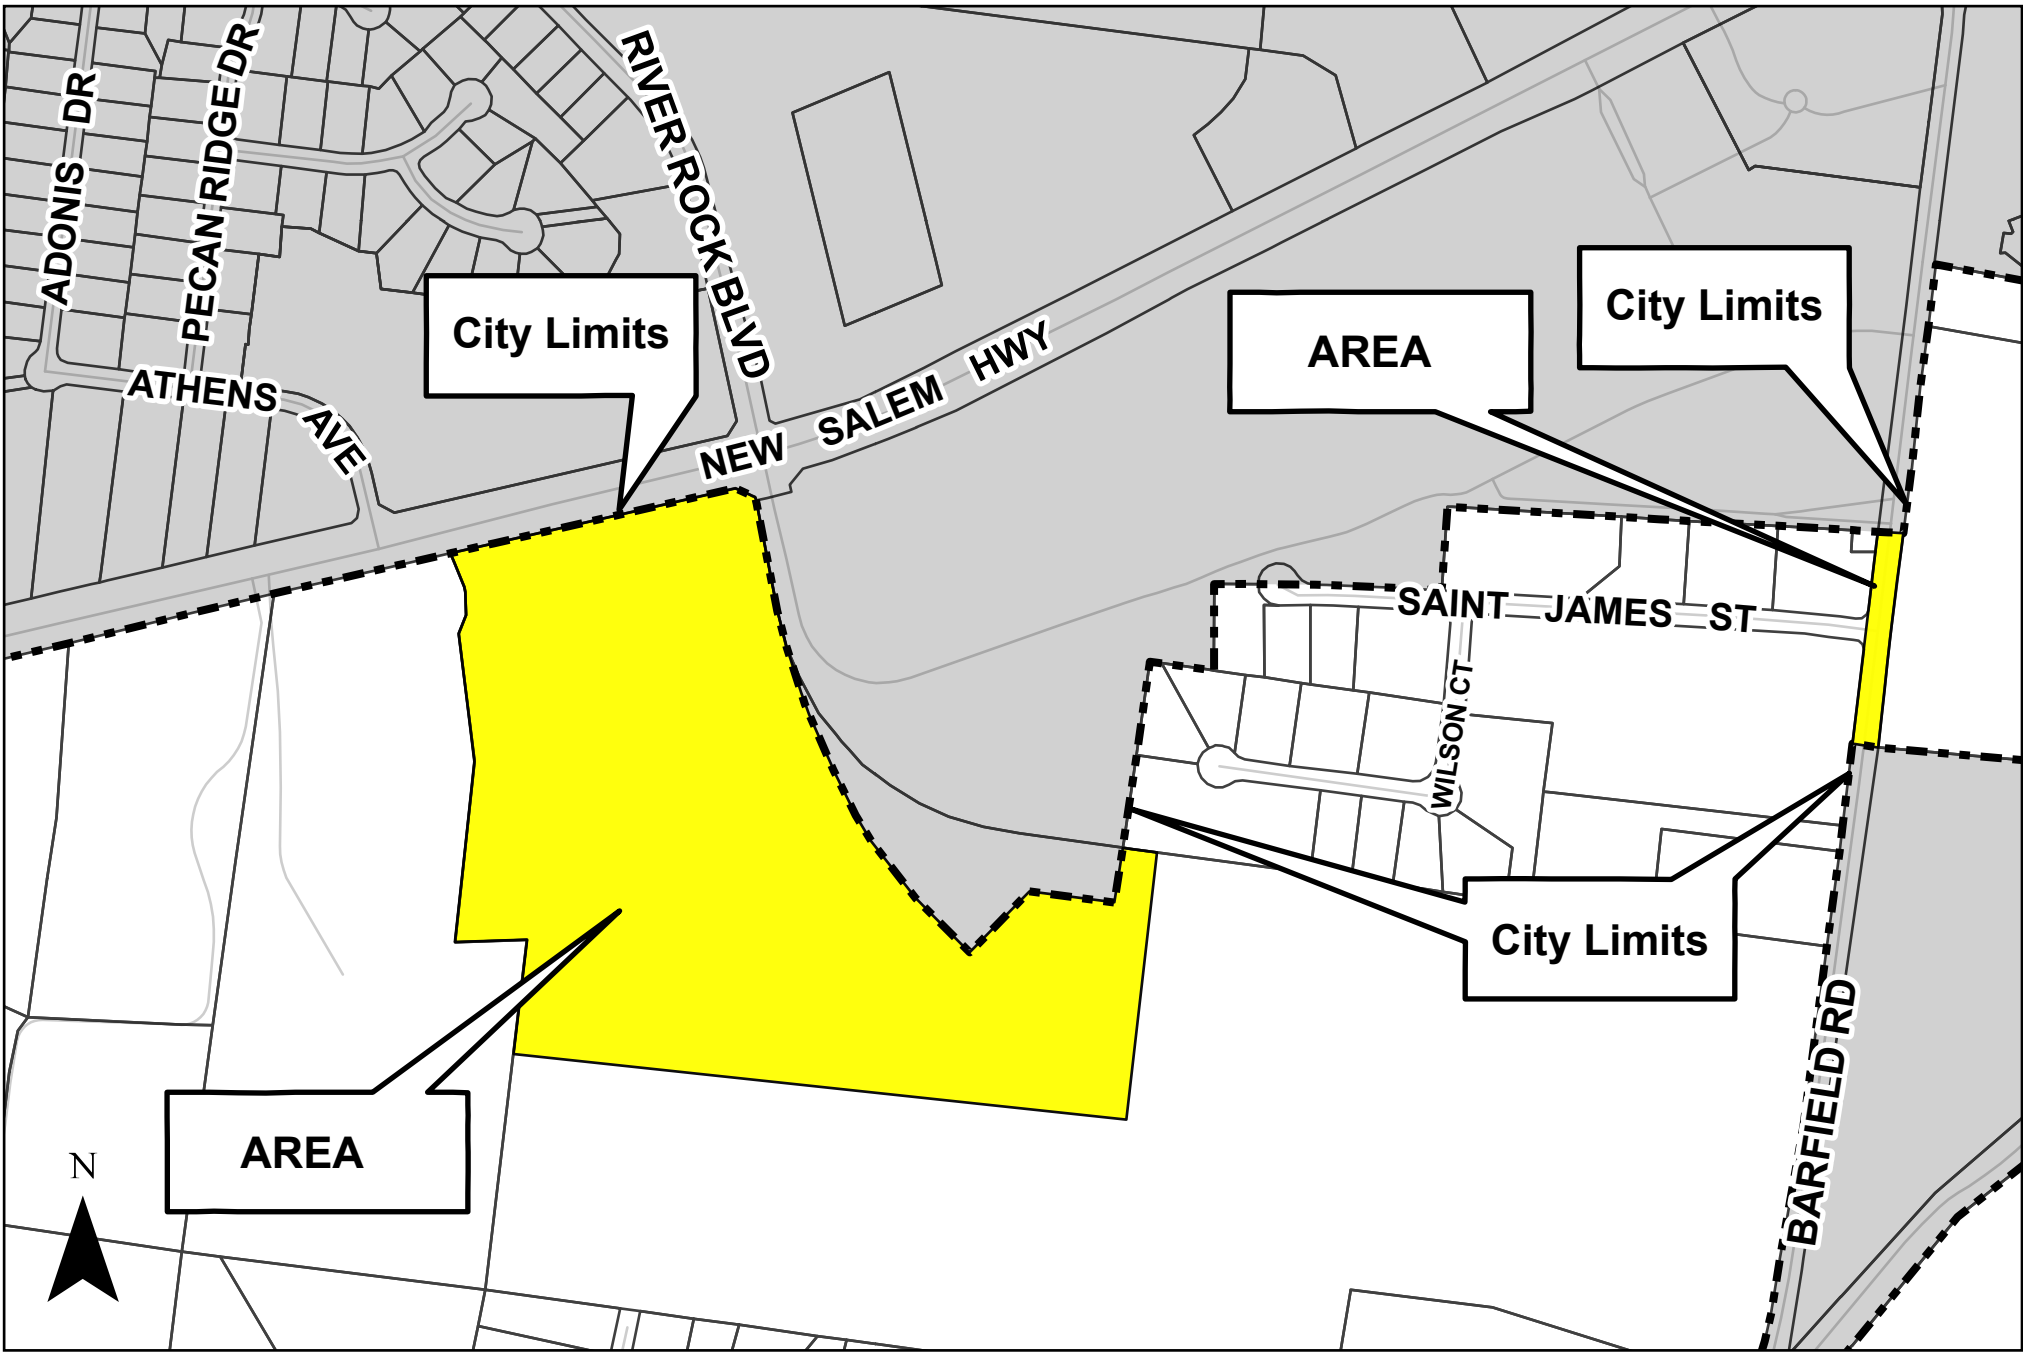 ADONIS DR
PECAN RIDGE DR
RIVER ROCK BLVD
City Limits
City Limits
AREA
NEW SALEM HWY
ATHENS AVE
SAINT JAMES ST
WILSON CT
City Limits
BARFIELD RD
AREA
N